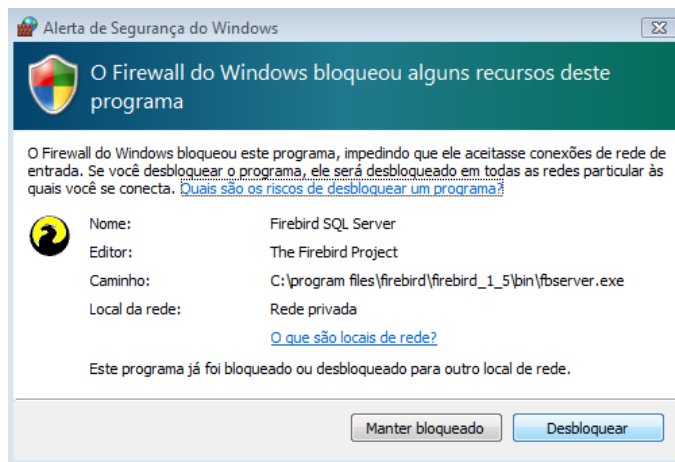 Alerta de Segurança do Windows
O Firewall do Windows bloqueou alguns recursos deste
programa
O Firewall do Windows bloqueou este programa, impedindo que ele aceitasse conexões de rede de
entrada. Se você desbloquear o programa, ele será desbloqueado em todas as redes particular às
quais você se conecta. Quais são os riscos de desbloquear um programa?
Nome: Firebird SQL Server
Editor: The Firebird Project
Caminho: C:\program files\firebird\firebird_1_5\bin\fbserver.exe
Local da rede: Rede privada
O que são locais de rede?
Este programa já foi bloqueado ou desbloqueado para outro local de rede.
Manter bloqueado Desbloquear